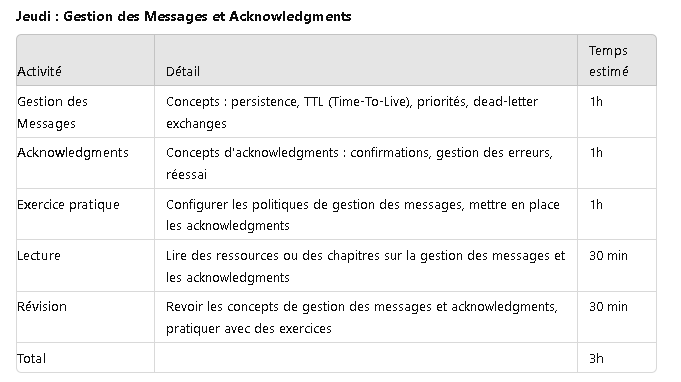 Jeudi : Gestion des Messages et Acknowledgments
Activité Détail Temps estimé
Gestion des Messages Concepts : persistence, TTL (Time-To-Live), priorités, dead-letter exchanges 1h
Acknowledgments Concepts d'acknowledgments : confirmations, gestion des erreurs, réessai 1h
Exercice pratique Configurer les politiques de gestion des messages, mettre en place les acknowledgments 1h
Lecture Lire des ressources ou des chapitres sur la gestion des messages et les acknowledgments 30 min
Révision Revoir les concepts de gestion des messages et acknowledgments, pratiquer avec des exercices 30 min
Total 3h